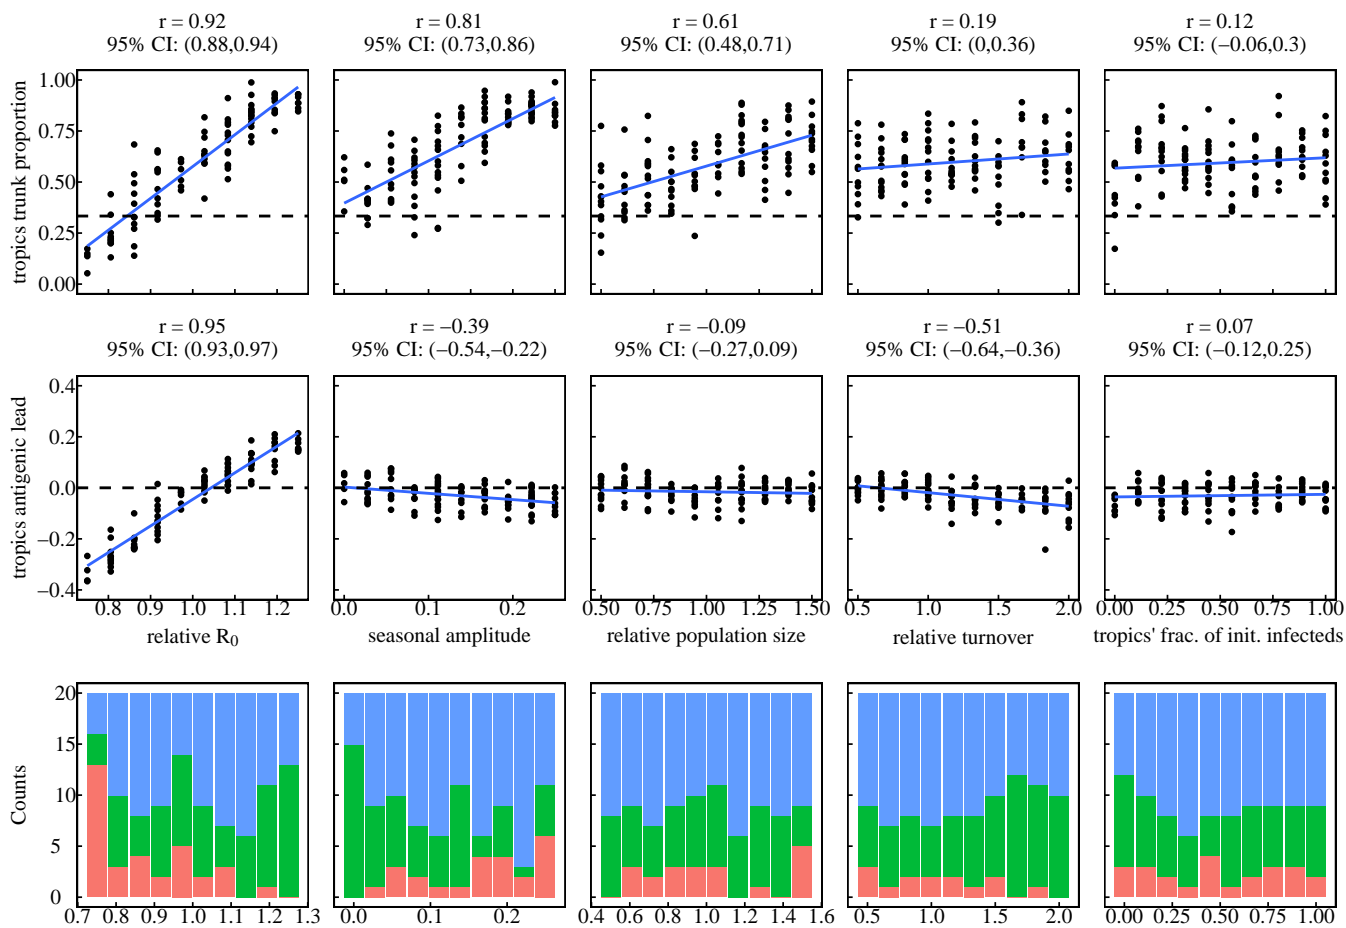 r = 0.92
95% CI: (0.88,0.94)
r = 0.81
95% CI: (0.73,0.86)
r = 0.61
95% CI: (0.48,0.71)
r = 0.19
95% CI: (0,0.36)
r = 0.12
95% CI: (−0.06,0.3)
tropics trunk proportion
1.00
0.75
0.50
0.25
0.00
r = 0.95
95% CI: (0.93,0.97)
r = −0.39
95% CI: (−0.54,−0.22)
r = −0.09
95% CI: (−0.27,0.09)
r = −0.51
95% CI: (−0.64,−0.36)
r = 0.07
95% CI: (−0.12,0.25)
tropics antigenic lead
0.4
0.2
0.0
−0.2
−0.4
0.8 0.9 1.0 1.1 1.2
relative R0
0.0 0.1 0.2
seasonal amplitude
0.50 0.75 1.00 1.25 1.50
relative population size
0.5 1.0 1.5 2.0
relative turnover
0.00 0.25 0.50 0.75 1.00
tropics' frac. of init. infecteds
Counts
20
15
10
5
0
0.7 0.8 0.9 1.0 1.1 1.2 1.3
0.0 0.1 0.2
0.4 0.6 0.8 1.0 1.2 1.4 1.6
0.5 1.0 1.5 2.0
0.00 0.25 0.50 0.75 1.00